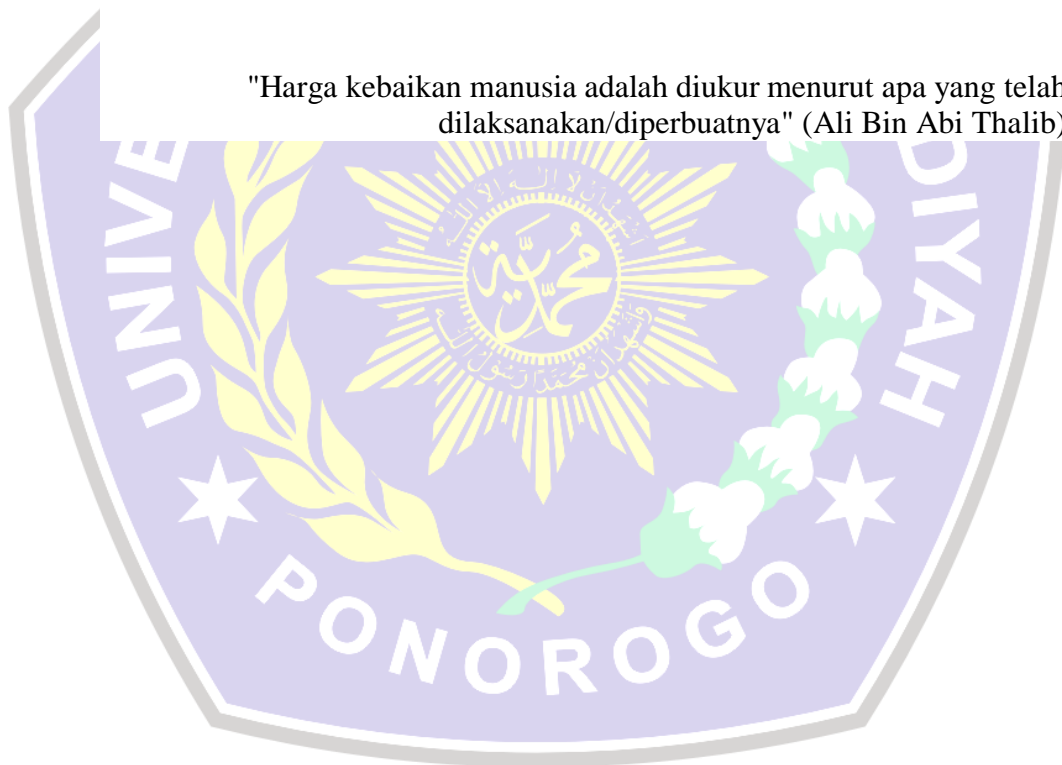 "Harga kebaikan manusia adalah diukur menurut apa yang telah
dilaksanakan/diperbuatnya" (Ali Bin Abi Thalib)
UNIVE
DIYAH
PONOROGO
محمدية